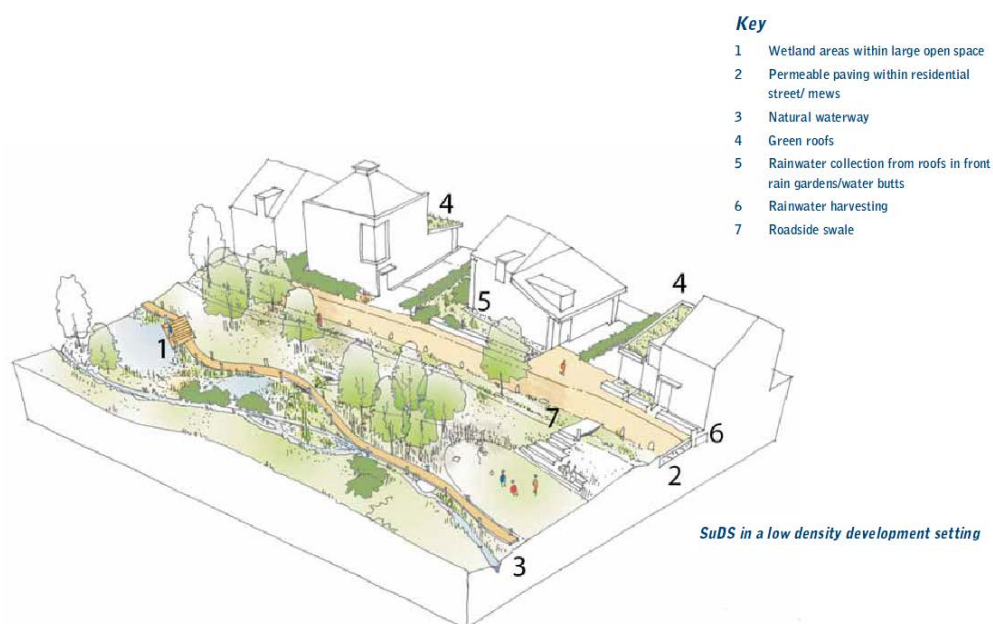 Key
1 Wetland areas within large open space
2 Permeable paving within residential
street/ mews
3 Natural waterway
4 Green roofs
5 Rainwater collection from roofs in front
rain gardens/water butts
6 Rainwater harvesting
7 Roadside swale
4
4
5
1
7
6
2
SuDS in a low density development setting
3